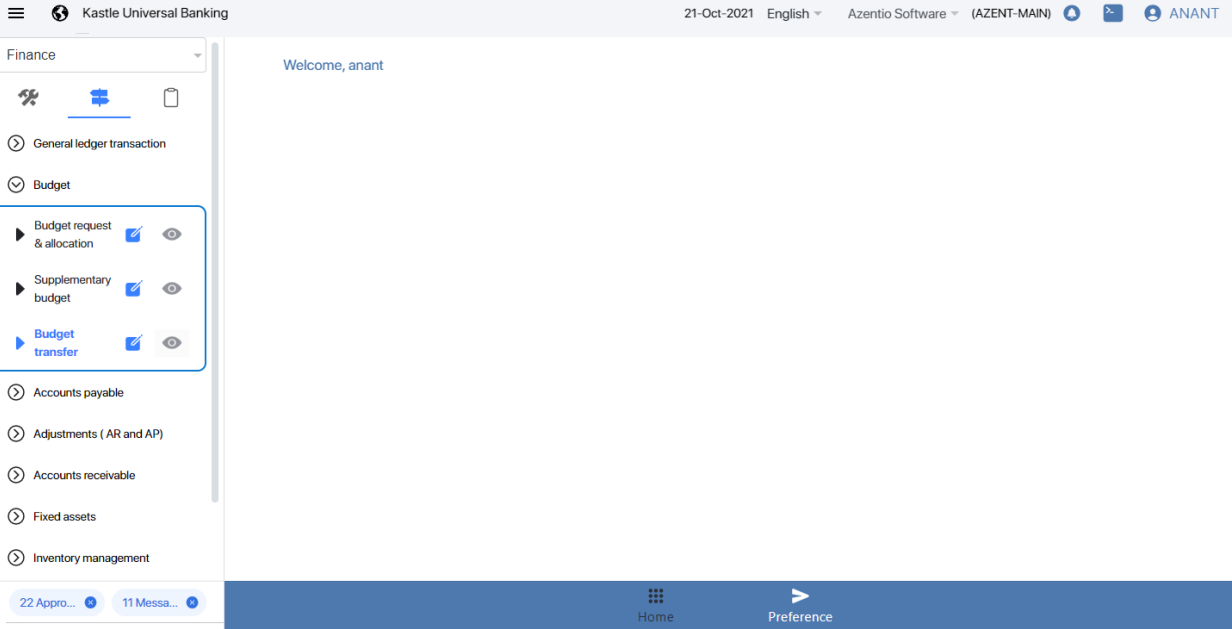 Kastle Universal Banking
21-Oct-2021 English Azentio Software (AZENT-MAIN) ANANT
Finance
Welcome, anant
General ledger transaction
Budget
Budget request
& allocation
Supplementary
budget
Budget
transfer
Accounts payable
Adjustments ( AR and AP)
Accounts receivable
Fixed assets
Inventory management
22 Appro... 11 Messa...
Home
Preference